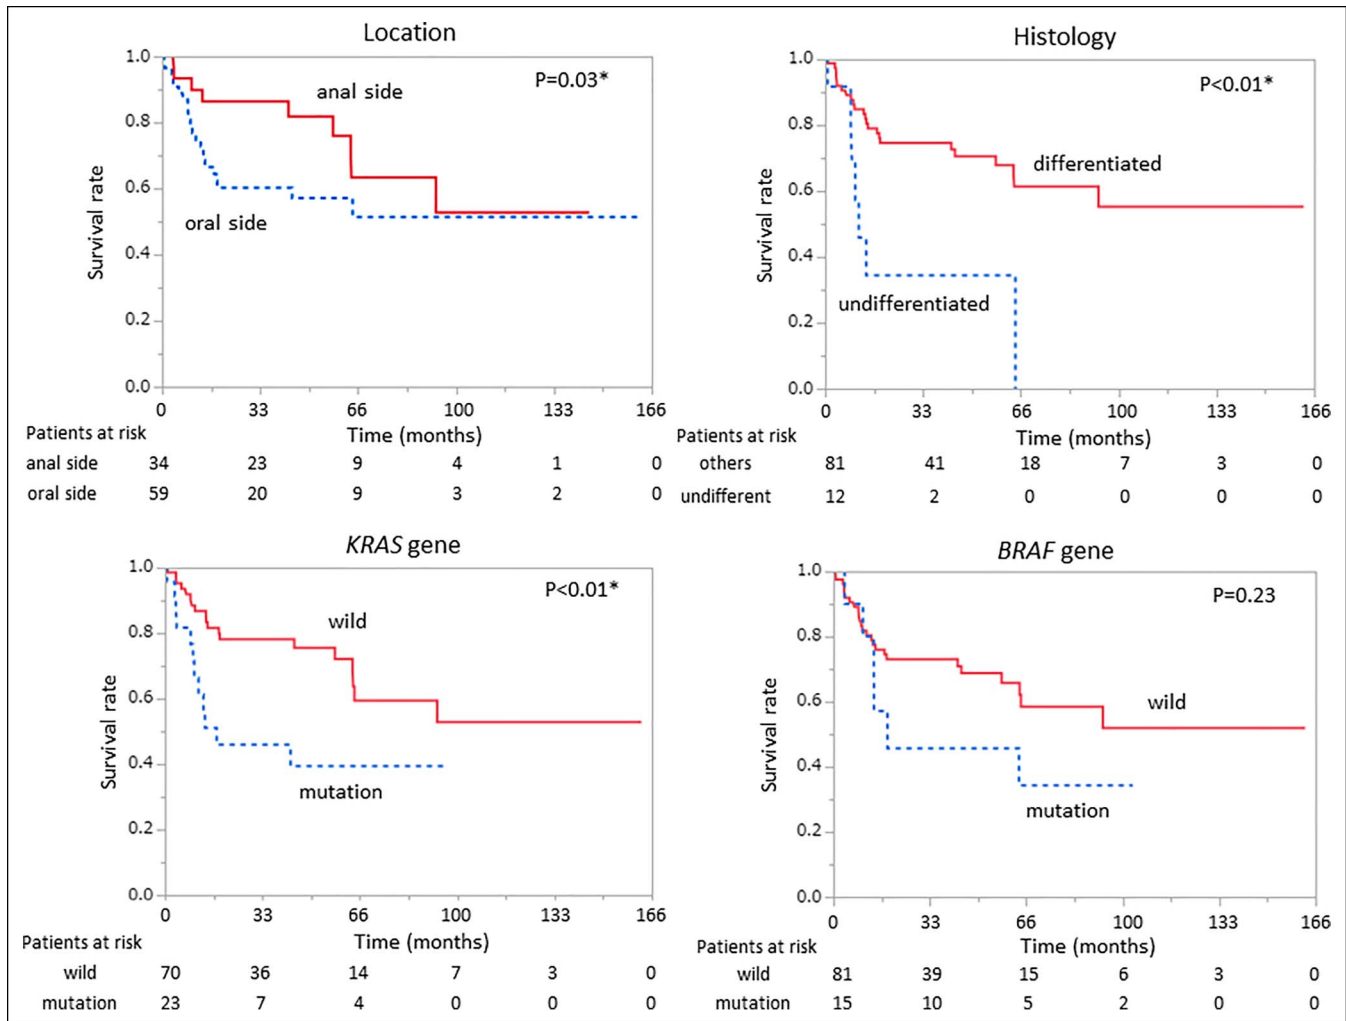 Location
P=0.03*
anal side
oral side
Survival rate
1.0
0.8
0.6
0.4
0.2
0.0
0 33 66 100 133 166
Patients at risk
Time (months)
anal side 34 23 9 4 1 0
oral side 59 20 9 3 2 0
Histology
P<0.01*
differentiated
undifferentiated
Survival rate
1.0
0.8
0.6
0.4
0.2
0.0
0 33 66 100 133 166
Patients at risk
Time (months)
others 81 41 18 7 3 0
undifferent 12 2 0 0 0 0
KRAS gene
P<0.01*
wild
mutation
Survival rate
1.0
0.8
0.6
0.4
0.2
0.0
0 33 66 100 133 166
Patients at risk
Time (months)
wild 70 36 14 7 3 0
mutation 23 7 4 0 0 0
BRAF gene
P=0.23
wild
mutation
Survival rate
1.0
0.8
0.6
0.4
0.2
0.0
0 33 66 100 133 166
Patients at risk
Time (months)
wild 81 39 15 6 3 0
mutation 15 10 5 2 0 0